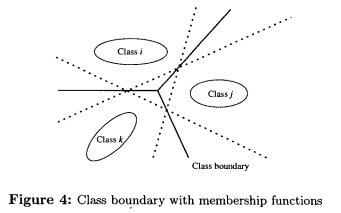 Class i
Class j
Class k
Class boundary
Figure 4: Class boundary with membership functions